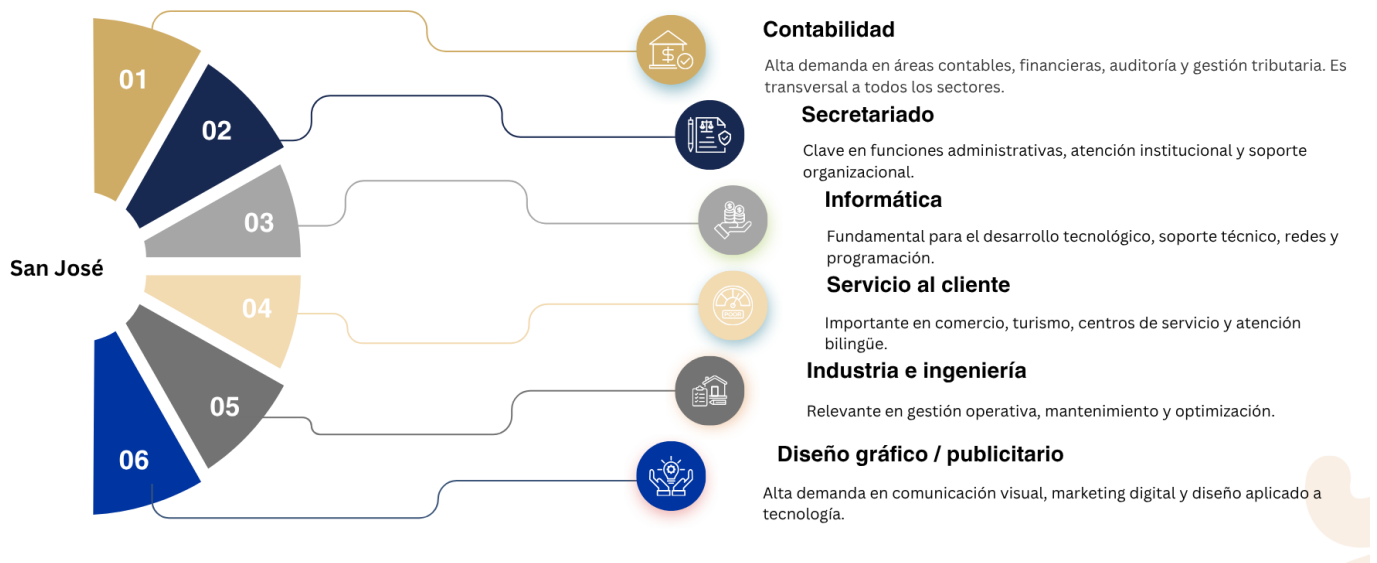 San José
01
Contabilidad
Alta demanda en áreas contables, financieras, auditoría y gestión tributaria. Es
transversal a todos los sectores.
02
Secretariado
Clave en funciones administrativas, atención institucional y soporte
organizacional.
03
Informática
Fundamental para el desarrollo tecnológico, soporte técnico, redes y
programación.
04
POOR
Servicio al cliente
Importante en comercio, turismo, centros de servicio y atención
bilingüe.
05
Industria e ingeniería
Relevante en gestión operativa, mantenimiento y optimización.
06
Diseño gráfico / publicitario
Alta demanda en comunicación visual, marketing digital y diseño aplicado a
tecnología.